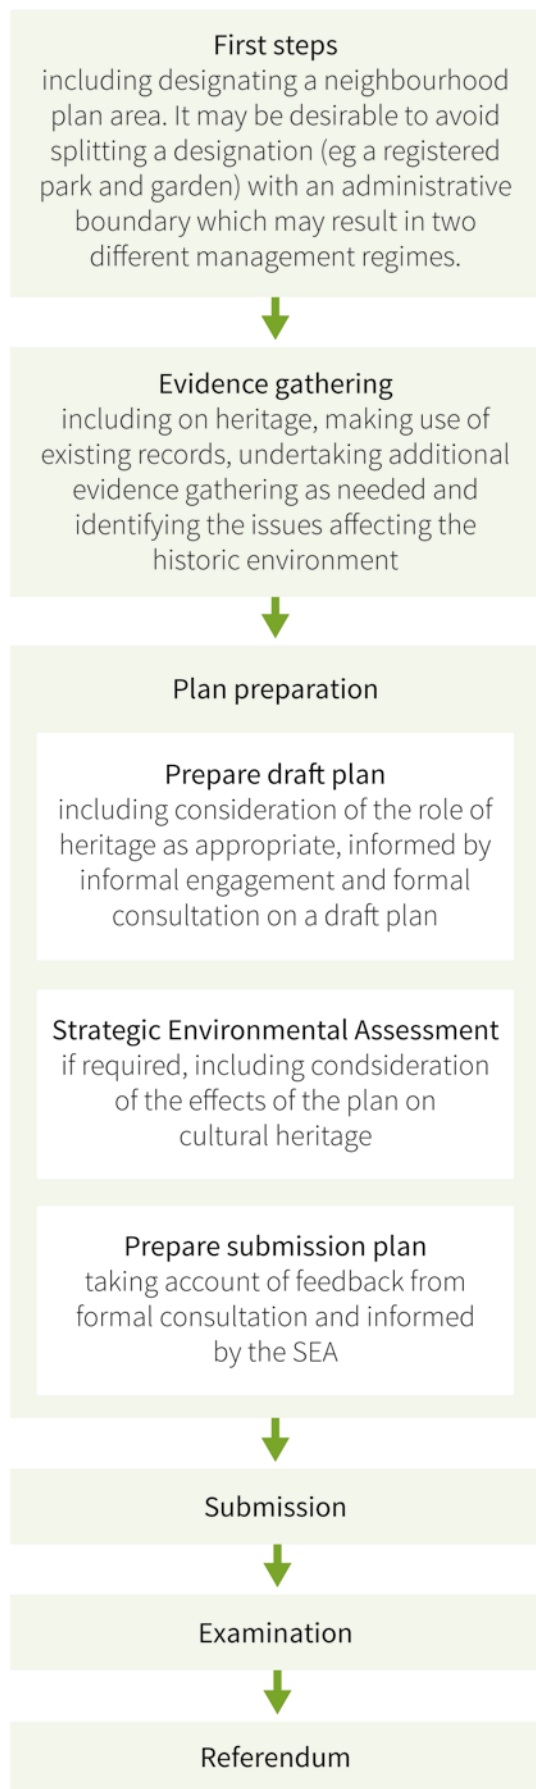 First steps
including designating a neighbourhood
plan area. It may be desirable to avoid
splitting a designation (eg a registered
park and garden) with an administrative
boundary which may result in two
different management regimes.
Evidence gathering
including on heritage, making use of
existing records, undertaking additional
evidence gathering as needed and
identifying the issues affecting the
historic environment
Plan preparation
Prepare draft plan
including consideration of the role of
heritage as appropriate, informed by
informal engagement and formal
consultation on a draft plan
Strategic Environmental Assessment
if required, including condsideration
of the effects of the plan on
cultural heritage
Prepare submission plan
taking account of feedback from
formal consultation and informed
by the SEA
Submission
Examination
Referendum